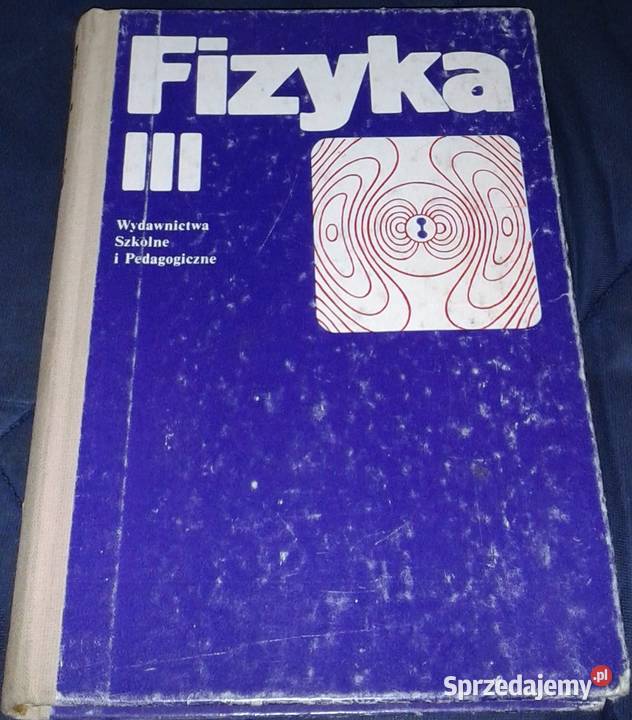 Fizyka
III
Wydawnictwa
Szkolne
i Pedagogiczne
Sprzedajemy.pl